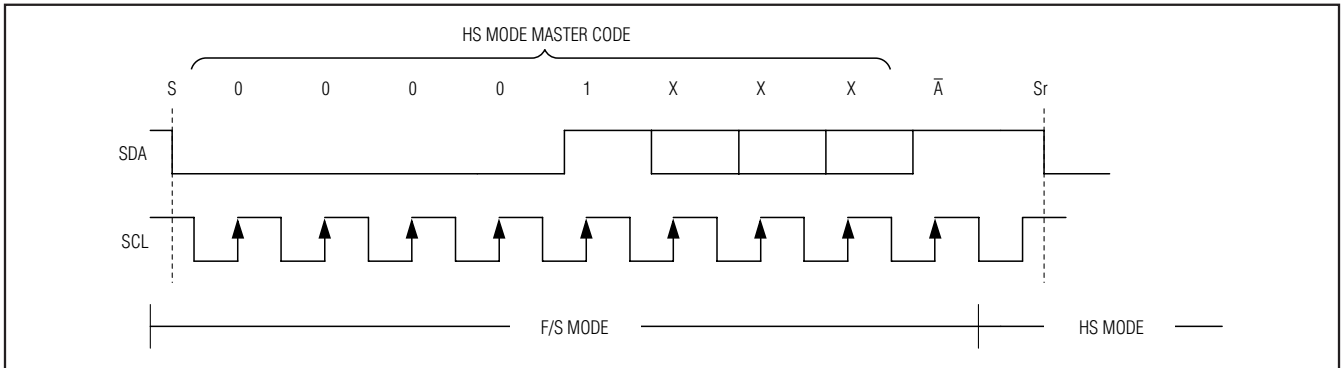 HS MODE MASTER CODE
S 0 0 0 0 1 X X X A̅ Sr
SDA
SCL
F/S MODE HS MODE